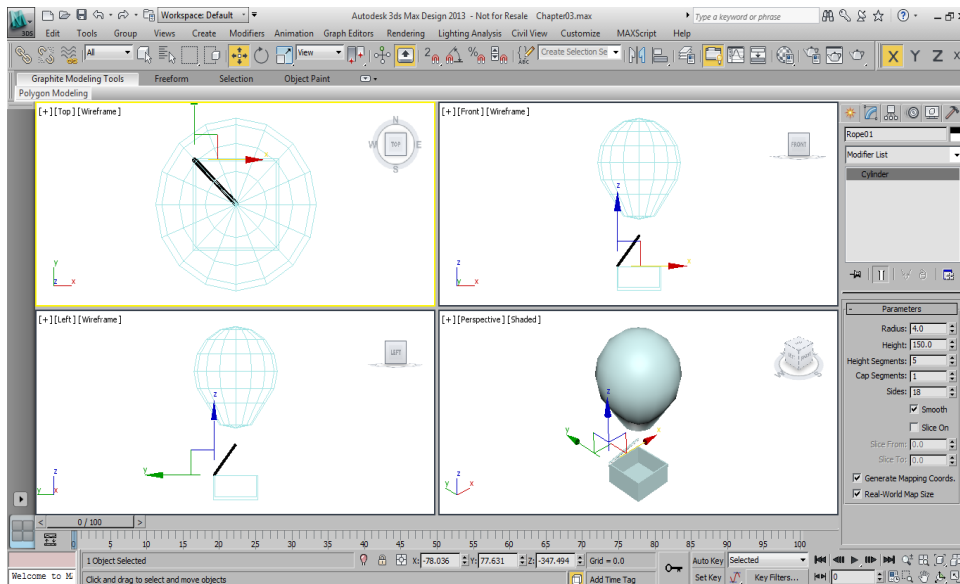 Workspace: Default
Autodesk 3ds Max Design 2013 - Not for Resale Chapter03.max
Type a keyword or phrase
3DS
Edit Tools Group Views Create Modifiers Animation Graph Editors Rendering Lighting Analysis Civil View Customize MAXScript Help
All View Create Selection Se X Y Z
Graphite Modeling Tools Freeform Selection Object Paint
Polygon Modeling
[+] [Top] [Wireframe]
N
W TOP E
S
x
y
z x
[+] [Front] [Wireframe]
FRONT
z
x
z
y x
[+] [Left] [Wireframe]
LEFT
z
y
z
y x
[+] [Perspective] [Shaded]
z
y x
z
y x
Rope01
Modifier List
Cylinder
- Parameters
Radius: 4.0
Height: 150.0
Height Segments: 5
Cap Segments: 1
Sides: 18
Smooth
Slice On
Slice From: 0.0
Slice To: 0.0
Generate Mapping Coords.
Real-World Map Size
< 0 / 100 >
0 5 10 15 20 25 30 35 40 45 50 55 60 65 70 75 80 85 90 95 100
1 Object Selected X: -78.036 Y: 77.631 Z: -347.494 Grid = 0.0 Auto Key Selected
Welcome to M Click and drag to select and move objects Add Time Tag Set Key Key Filters... 0